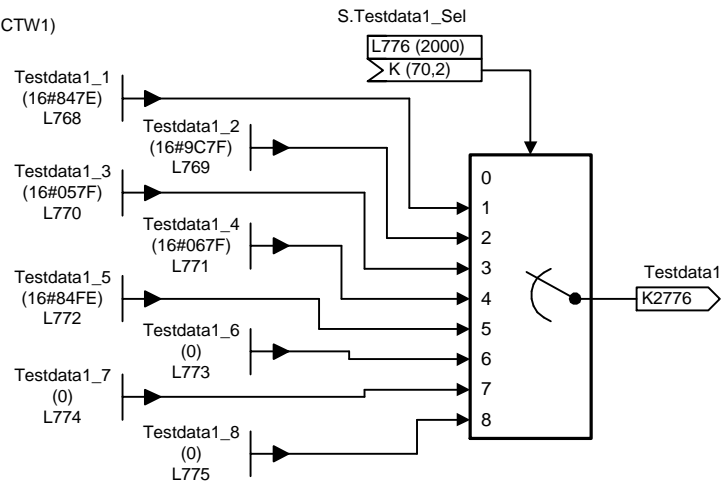 CTW1)
S.Testdata1_Sel
L776 (2000)
K (70,2)
Testdata1_1
(16#847E)
L768
Testdata1_2
(16#9C7F)
L769
Testdata1_3
(16#057F)
L770
Testdata1_4
(16#067F)
L771
Testdata1_5
(16#84FE)
L772
Testdata1_6
(0)
L773
Testdata1_7
(0)
L774
Testdata1_8
(0)
L775
0
1
2
3
4
5
6
7
8
Testdata1
K2776